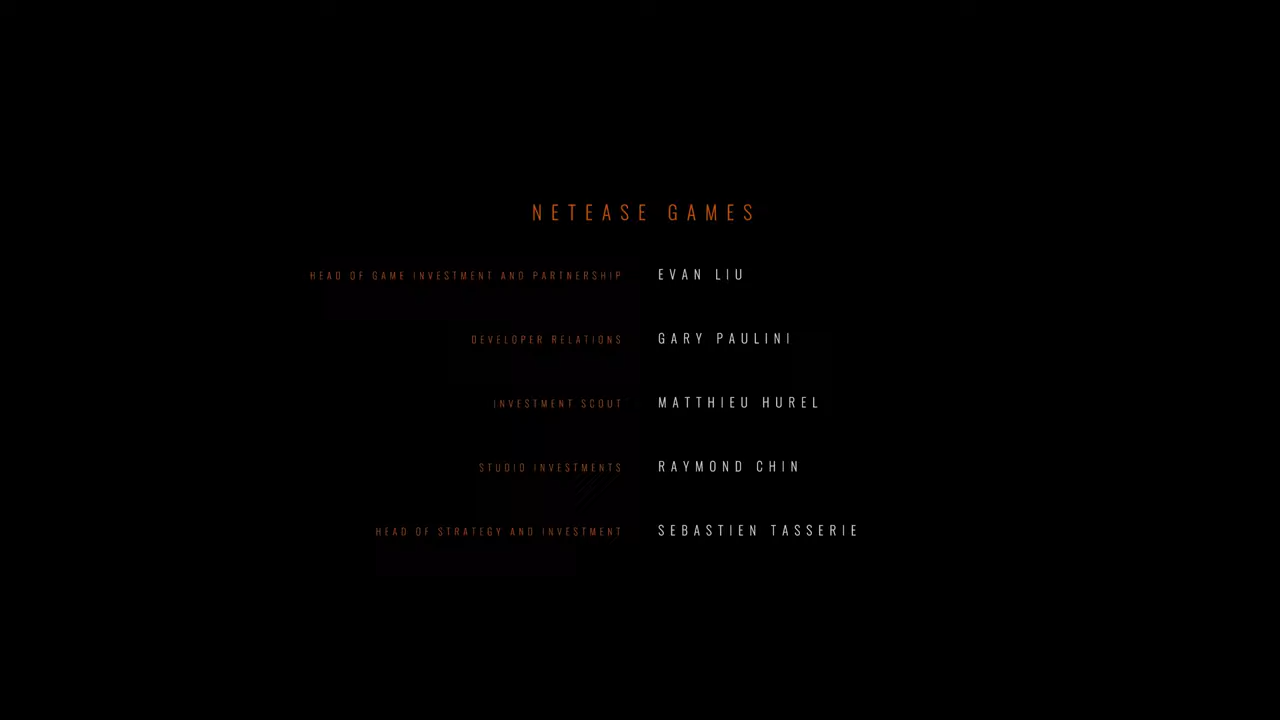 NETEASE GAMES
HEAD OF GAME INVESTMENT AND PARTNERSHIP EVAN LIU
DEVELOPER RELATIONS GARY PAULINI
INVESTMENT SCOUT MATTHIEU HUREL
STUDIO INVESTMENTS RAYMOND CHIN
HEAD OF STRATEGY AND INVESTMENT SEBASTIEN TASSERIE